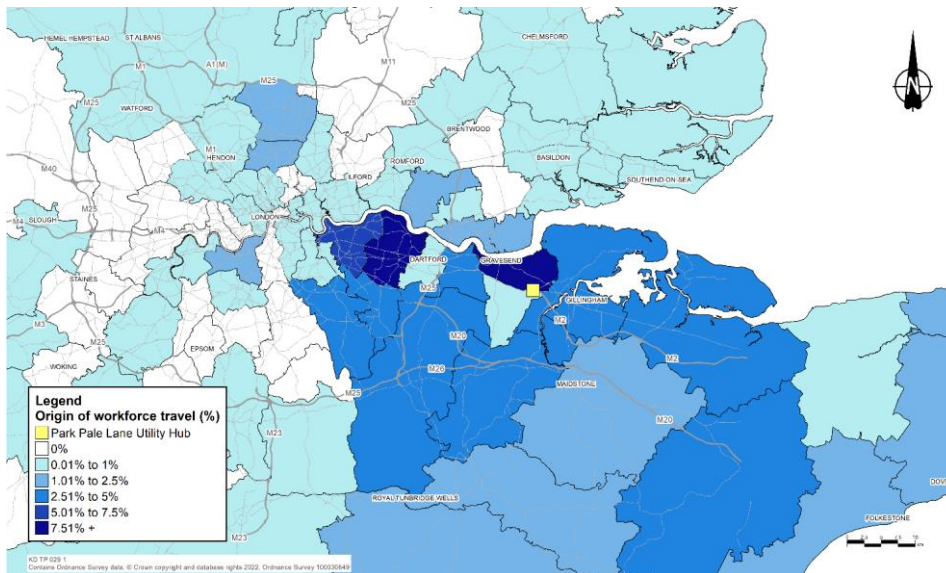 HEMEL HEMPSTEAD
ST ALBANS
CHELMSFORD
A1(M)
M1
M11
M25
M25
M25
WATFORD
BRENTWOOD
M1
HENDON
ROMFORD
BASILDON
M40
ILFORD
SOUTHEND-ON-SEA
M25
SLOUGH
LONDON
M4
M4
DARTFORD
GRAVESEND
STAINES
M25
GILLINGHAM
M3
M2
M25
EPSOM
M20
M2
WOKING
M26
MAIDSTONE
M25
M20
Legend
Origin of workforce travel (%)
Park Pale Lane Utility Hub
0%
0.01% to 1%
1.01% to 2.5%
2.51% to 5%
5.01% to 7.5%
7.51% +
M23
ROYAL TUNBRIDGE WELLS
DOV
FOLKESTONE
M23
N
KD TP 029 1
Contains Ordnance Survey data. © Crown copyright and database rights 2022. Ordnance Survey 100030649